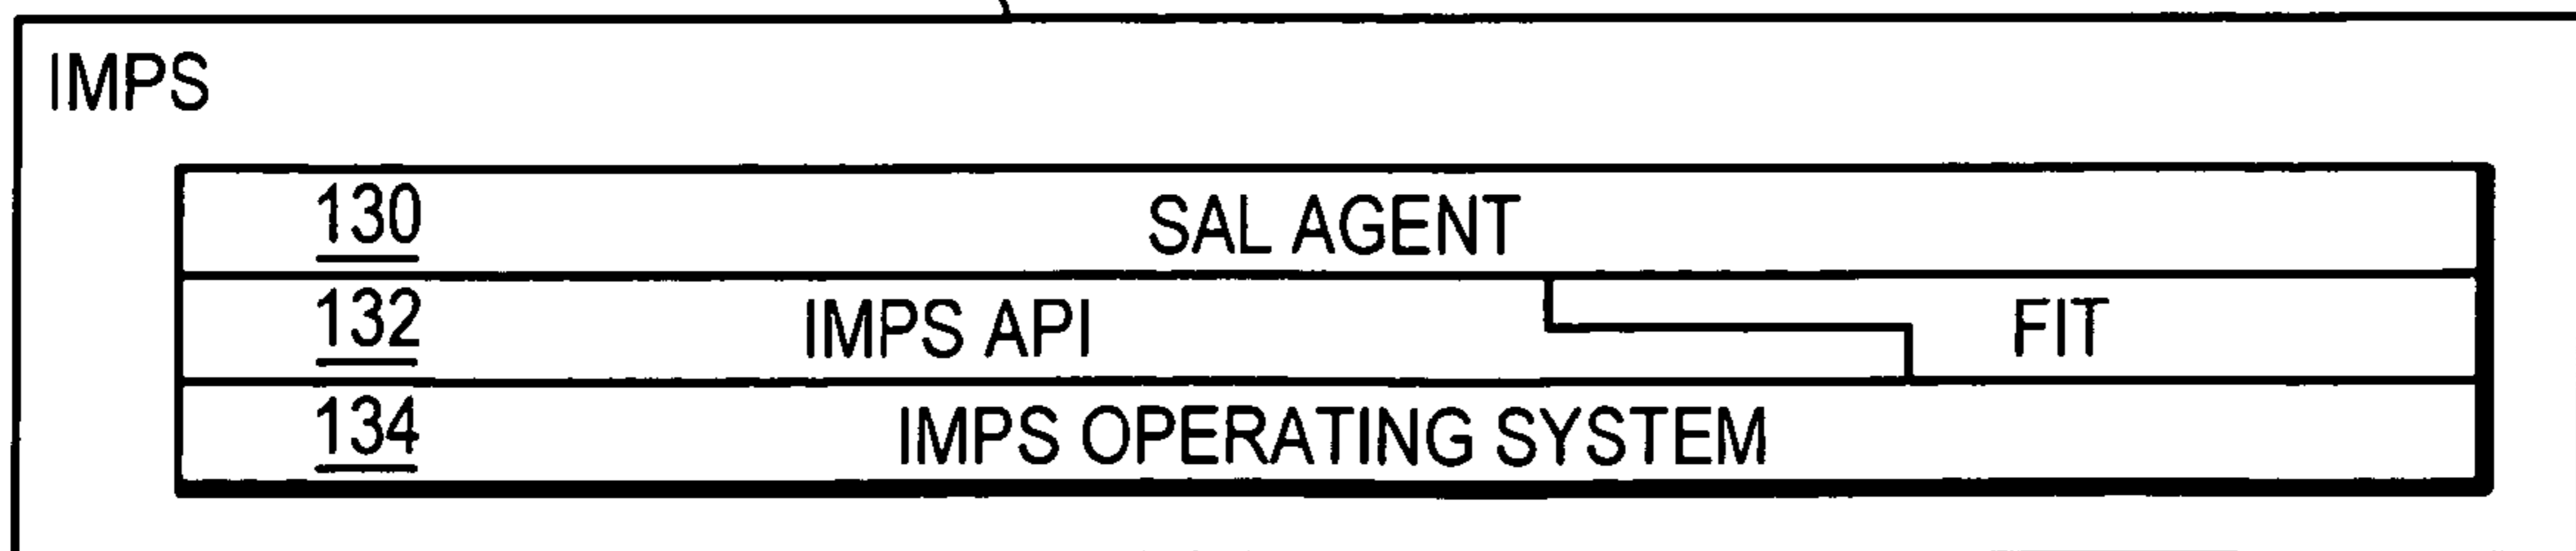 IMPS
130 SAL AGENT
132 IMPS API FIT
134 IMPS OPERATING SYSTEM